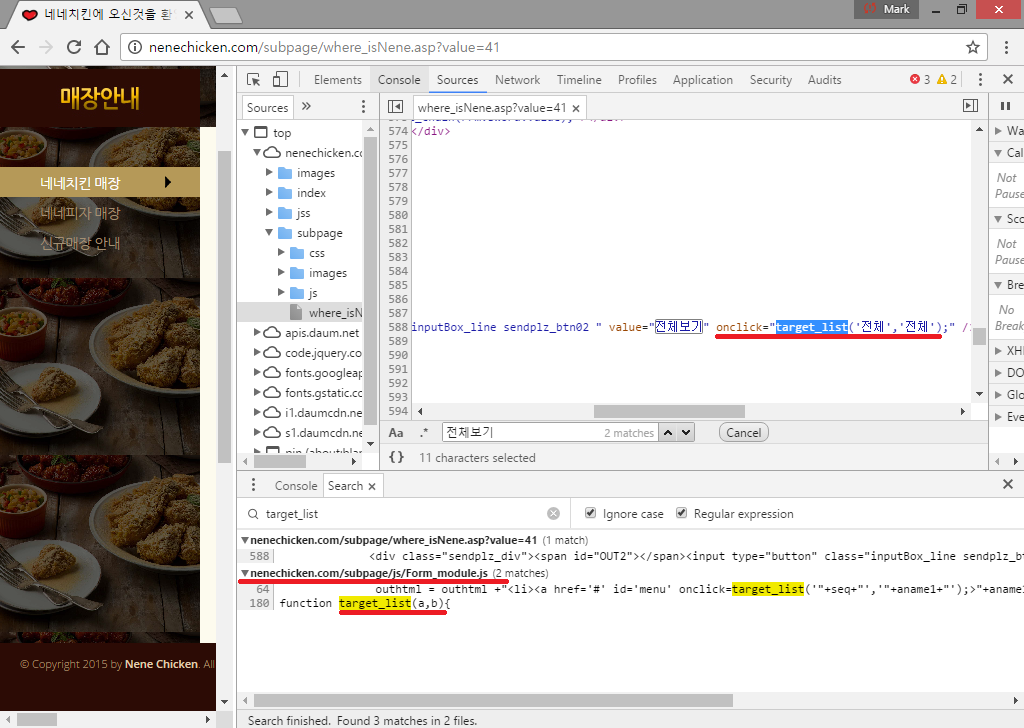 네네치킨에 오신것을 환
Mark
nenechicken.com/subpage/where_isNene.asp?value=41
매장안내
네네치킨 매장
네네피자 매장
신규매장 안내
© Copyright 2015 by Nene Chicken. All
Elements Console Sources Network Timeline Profiles Application Security Audits 3 2
Sources
top
nenechicken.co
images
index
jss
subpage
css
images
js
where_isN
apis.daum.net
code.jquery.co
fonts.googleap
fonts.gstatic.co
i1.daumcdn.ne
s1.daumcdn.ne
where_isNene.asp?value=41
574 </div>
575
576
577
578
579
580
581
582
583
584
585
586
587
588 inputBox_line sendplz_btn02 " value="전체보기" onclick="target_list('전체','전체');" /
589
590
591
592
593
594
Aa .* 전체보기 2 matches Cancel
{} 11 characters selected
Wa
Cal
Not
Pause
Sco
Not
Pause
Bre
No
Break
XH
DO
Glo
Eve
Console Search
target_list Ignore case Regular expression
nenechicken.com/subpage/where_isNene.asp?value=41 (1 match)
588 <div class="sendplz_div"><span id="OUT2"></span><input type="button" class="inputBox_line sendplz_bt
nenechicken.com/subpage/js/Form_module.js (2 matches)
64 outhtml = outhtml +"<li><a href='#' id='menu' onclick=target_list('"+seq+"','"+aname1+"');>"+aname
180 function target_list(a,b){
Search finished. Found 3 matches in 2 files.